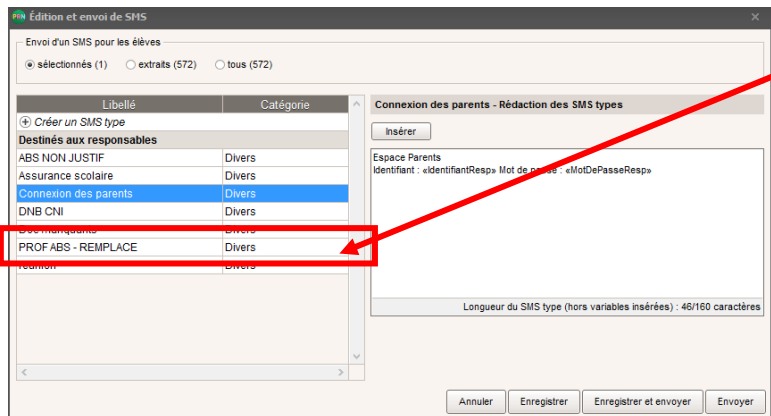 PRN Édition et envoi de SMS
Envoi d'un SMS pour les élèves
sélectionnés (1) extraits (572) tous (572)
Libellé Catégorie
Créer un SMS type
Destinés aux responsables
ABS NON JUSTIF Divers
Assurance scolaire Divers
Connexion des parents Divers
DNB CNI Divers
Doc manquants Divers
PROF ABS - REMPLACE Divers
réunion Divers
Connexion des parents - Rédaction des SMS types
Insérer
Espace Parents
Identifiant : «IdentifiantResp» Mot de passe : «MotDePasseResp»
Longueur du SMS type (hors variables insérées) : 46/160 caractères
Annuler Enregistrer Enregistrer et envoyer Envoyer